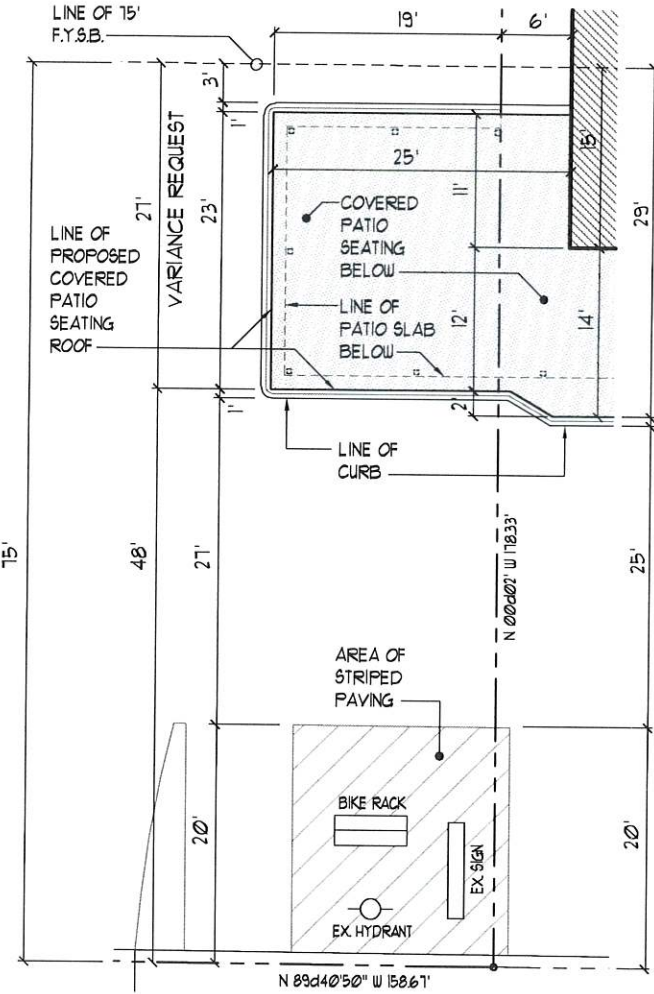 LINE OF 75'
F.Y.S.B.
19'
6'
3'
1'
VARIANCE REQUEST
27'
23'
15'
25'
11'
29'
COVERED
PATIO
SEATING
BELOW
LINE OF
PROPOSED
COVERED
PATIO
SEATING
ROOF
LINE OF
PATIO SLAB
BELOW
12'
14'
2'
1'
LINE OF
CURB
75'
48'
27'
N 00d02' W 178.33'
25'
AREA OF
STRIPED
PAVING
BIKE RACK
20'
EX. SIGN
20'
EX. HYDRANT
N 89d40'50" W 158.67'